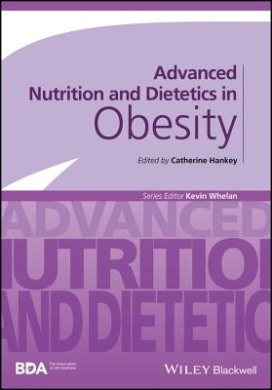 Advanced
Nutrition and Dietetics in
Obesity
Edited by Catherine Hankey
Series Editor Kevin Whelan
ADVANCED
NUTRITION
AND DIETETIC
BDA The Association
of UK Dietitians
WILEY Blackwell